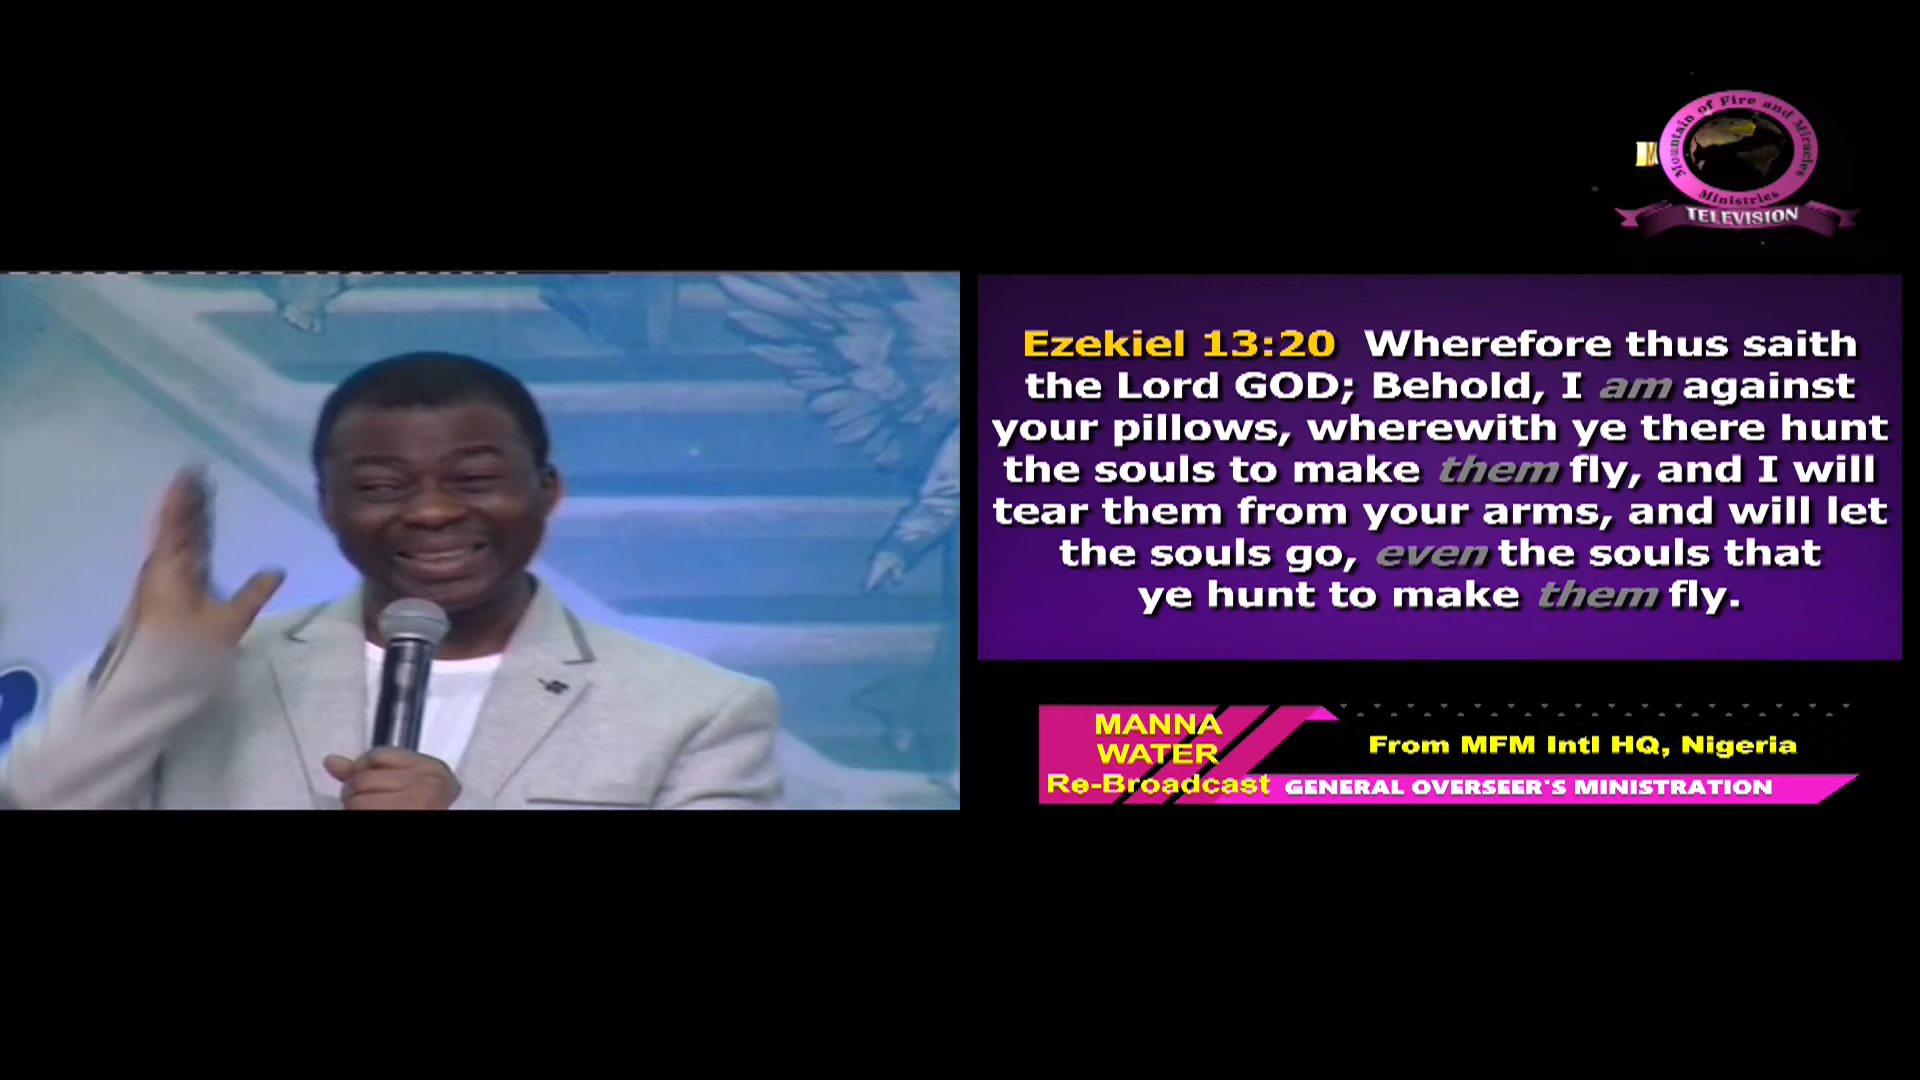 Mountain of Fire and Miracles
Ministries
TELEVISION
Ezekiel 13:20 Wherefore thus saith
the Lord GOD; Behold, I am against
your pillows, wherewith ye there hunt
the souls to make them fly, and I will
tear them from your arms, and will let
the souls go, even the souls that
ye hunt to make them fly.
MANNA
WATER
Re-Broadcast
From MFM Intl HQ, Nigeria
GENERAL OVERSEER'S MINISTRATION